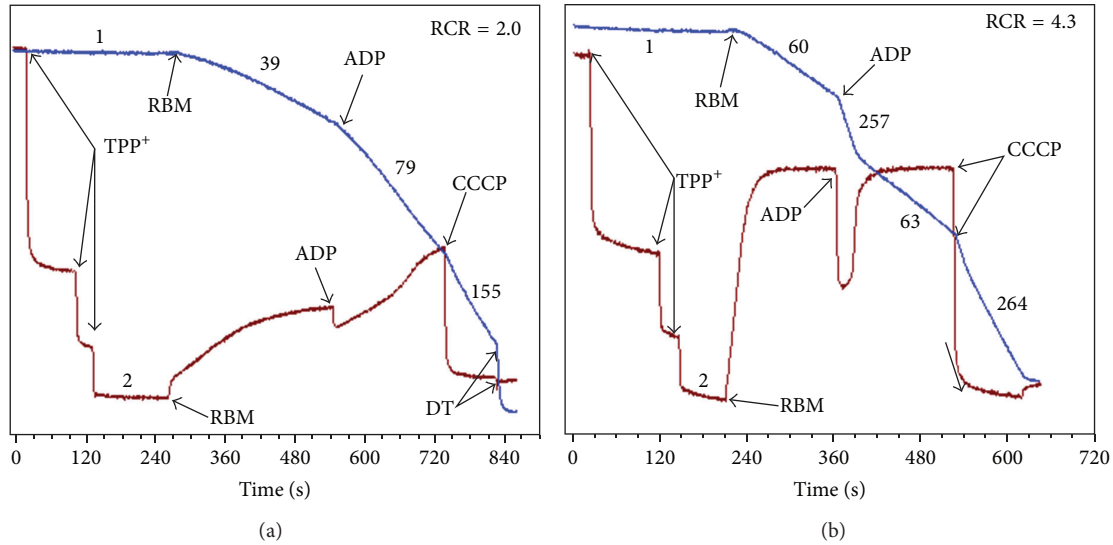 RCR = 2.0
1
39
ADP
RBM
TPP+
79
CCCP
ADP
155
2
RBM
DT
0 120 240 360 480 600 720 840
Time (s)
(a)
RCR = 4.3
1
60
ADP
RBM
257
CCCP
TPP+
ADP
63
264
2
RBM
0 120 240 360 480 600 720
Time (s)
(b)